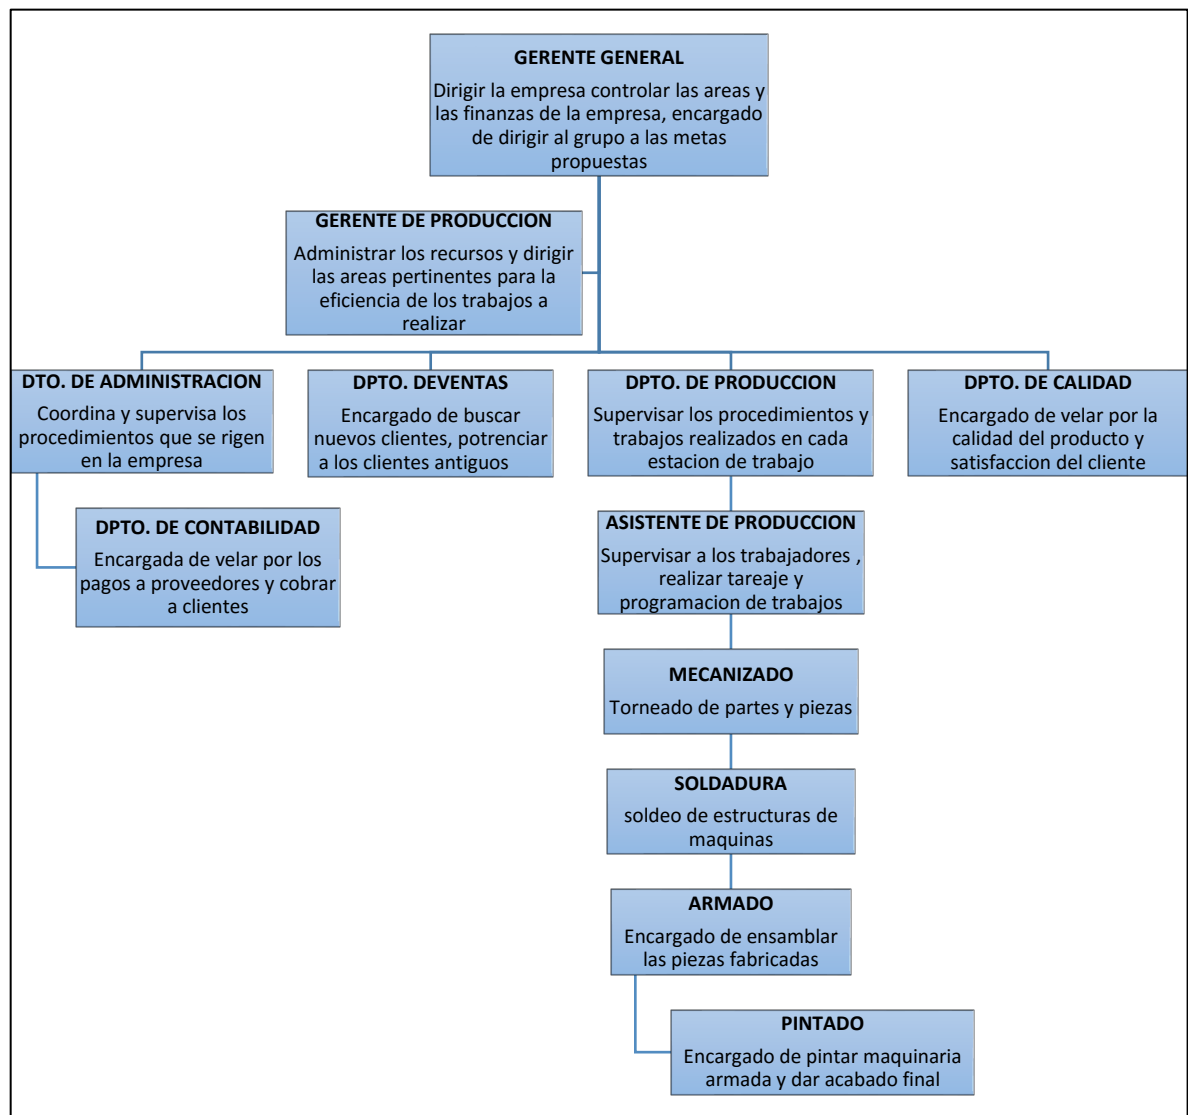 GERENTE GENERAL
Dirigir la empresa controlar las areas y
las finanzas de la empresa, encargado
de dirigir al grupo a las metas
propuestas
GERENTE DE PRODUCCION
Administrar los recursos y dirigir
las areas pertinentes para la
eficiencia de los trabajos a
realizar
DTO. DE ADMINISTRACION
Coordina y supervisa los
procedimientos que se rigen
en la empresa
DPTO. DEVENTAS
Encargado de buscar
nuevos clientes, potrenciar
a los clientes antiguos
DPTO. DE PRODUCCION
Supervisar los procedimientos y
trabajos realizados en cada
estacion de trabajo
DPTO. DE CALIDAD
Encargado de velar por la
calidad del producto y
satisfaccion del cliente
DPTO. DE CONTABILIDAD
Encargada de velar por los
pagos a proveedores y cobrar
a clientes
ASISTENTE DE PRODUCCION
Supervisar a los trabajadores ,
realizar tareaje y
programacion de trabajos
MECANIZADO
Torneado de partes y piezas
SOLDADURA
soldeo de estructuras de
maquinas
ARMADO
Encargado de ensamblar
las piezas fabricadas
PINTADO
Encargado de pintar maquinaria
armada y dar acabado final